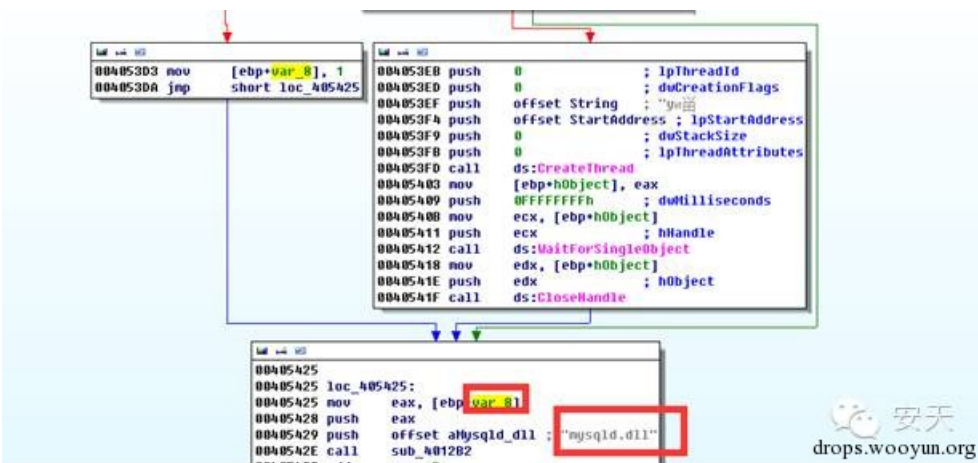 004053D3 mov [ebp+var_8], 1
004053DA jmp short loc_405425
004053EB push 0 ; lpThreadId
004053ED push 0 ; dwCreationFlags
004053EF push offset String ;
004053F4 push offset StartAddress ; lpStartAddress
004053F9 push 0 ; dwStackSize
004053FB push 0 ; lpThreadAttributes
004053FD call ds:CreateThread
00405403 mov [ebp+hObject], eax
00405409 push 0FFFFFFFFh ; dwMilliseconds
0040540B mov ecx, [ebp+hObject]
00405411 push ecx ; hHandle
00405412 call ds:WaitForSingleObject
00405418 mov edx, [ebp+hObject]
0040541E push edx ; hObject
0040541F call ds:CloseHandle
00405425
00405425 loc_405425:
00405425 mov eax, [ebp+var_8]
00405428 push eax
00405429 push offset aMysqld_dll ; "mysqld.dll"
0040542E call sub_4012B2
安天
drops.wooyun.org